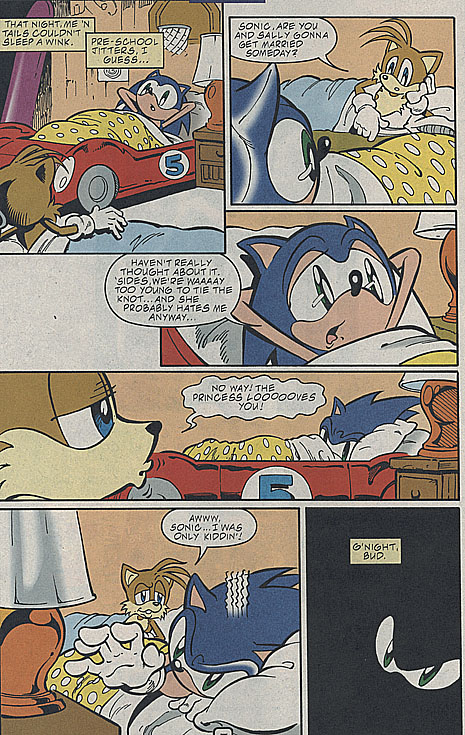 THAT NIGHT, ME 'N
TAILS COULDN'T
SLEEP A WINK.
PRE-SCHOOL
JITTERS, I
GUESS...
5
SONIC, ARE YOU
AND SALLY GONNA
GET MARRIED
SOMEDAY?
HAVEN'T REALLY
THOUGHT ABOUT IT.
'SIDES, WE'RE WAAAAY
TOO YOUNG TO TIE THE
KNOT...AND SHE
PROBABLY HATES ME
ANYWAY...
NO WAY! THE
PRINCESS LOOOOOVES
YOU!
5
AWWW,
SONIC...I WAS
ONLY KIDDIN'!
G'NIGHT,
BUD.